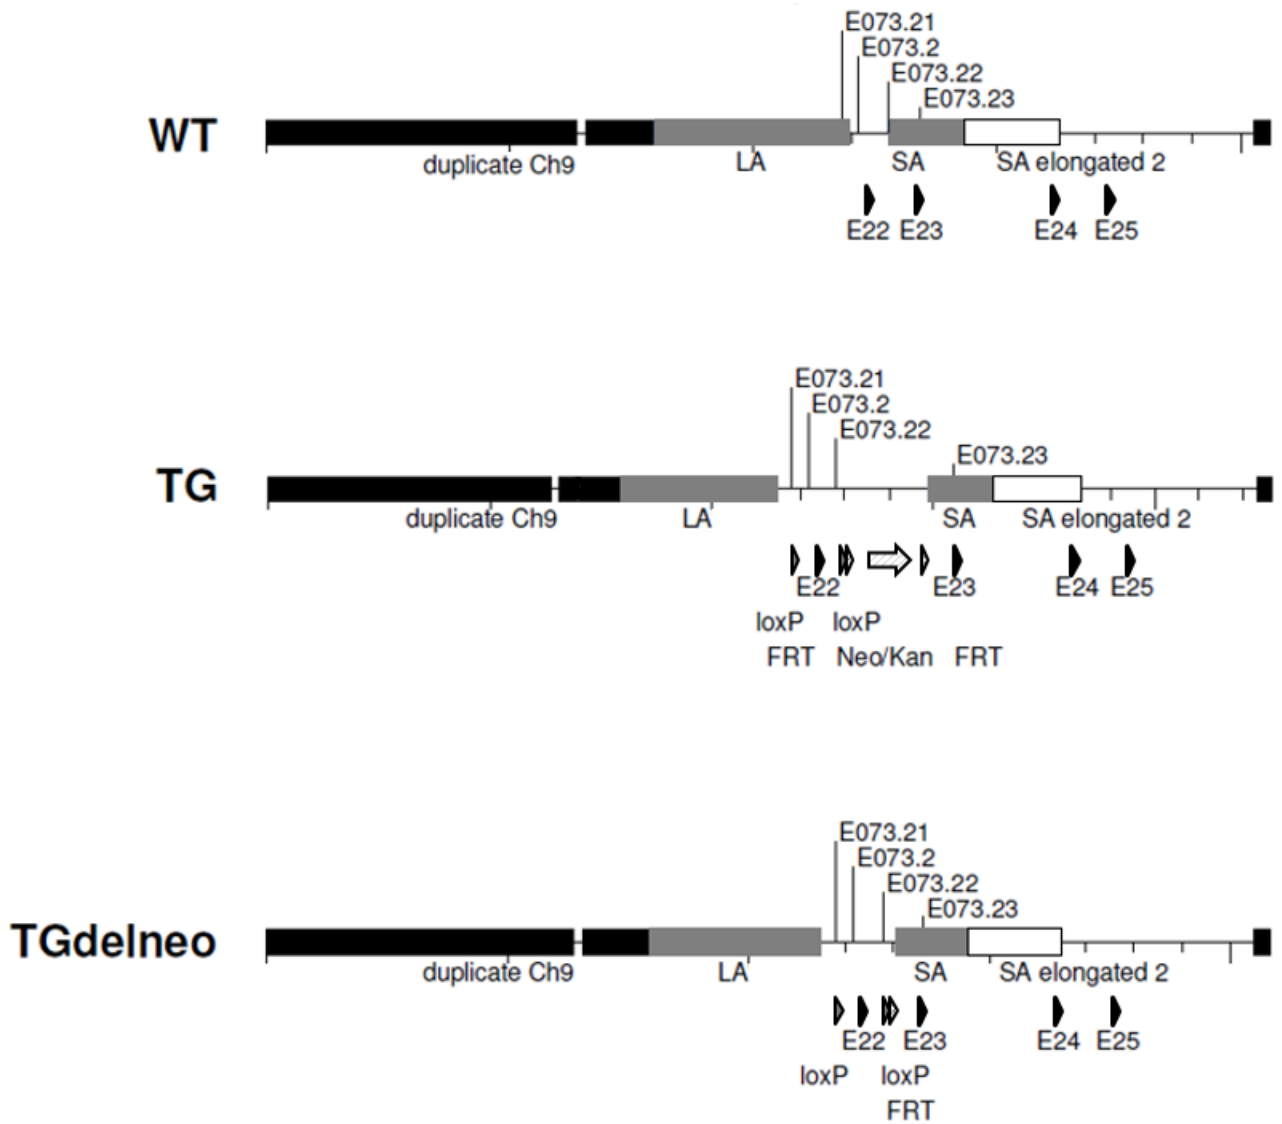 E073.21
E073.2
E073.22
E073.23
WT
duplicate Ch9 LA SA SA elongated 2
E22 E23 E24 E25
E073.21
E073.2
E073.22
E073.23
TG
duplicate Ch9 LA SA SA elongated 2
E22 E23 E24 E25
loxP loxP
FRT Neo/Kan FRT
E073.21
E073.2
E073.22
E073.23
TGdelneo
duplicate Ch9 LA SA SA elongated 2
E22 E23 E24 E25
loxP loxP
FRT